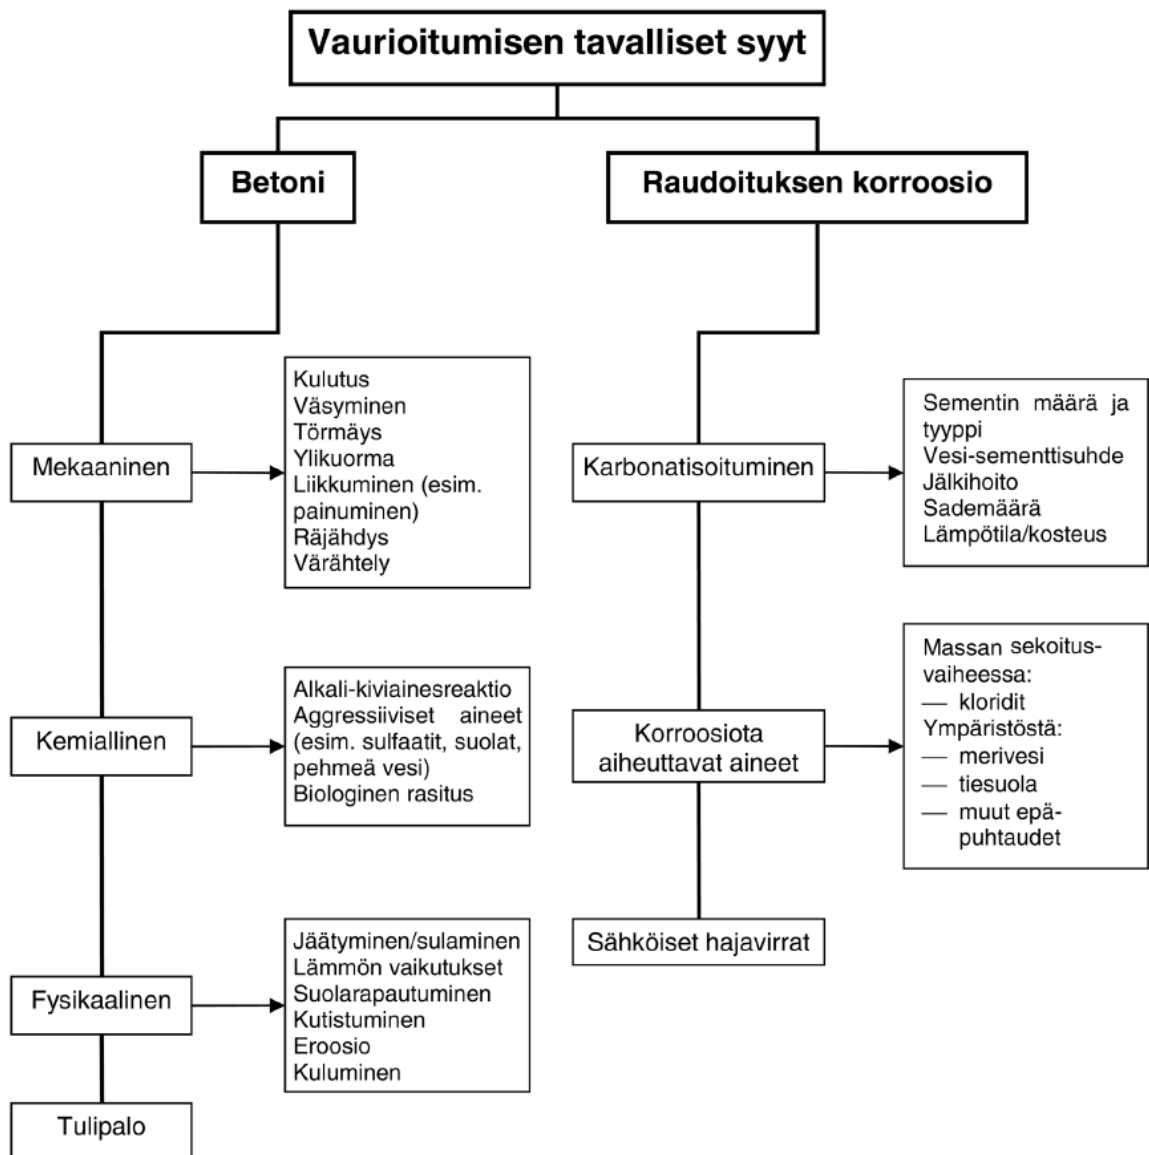 Vaurioitumisen tavalliset syyt
Betoni
Raudoituksen korroosio
Mekaaninen
Kulutus
Väsyminen
Törmäys
Ylikuorma
Liikkuminen (esim.
painuminen)
Räjähdys
Värähtely
Kemiallinen
Alkali-kiviainesreaktio
Aggressiiviset aineet
(esim. sulfaatit, suolat,
pehmeä vesi)
Biologinen rasitus
Fysikaalinen
Jäätyminen/sulaminen
Lämmön vaikutukset
Suolarapautuminen
Kutistuminen
Eroosio
Kuluminen
Tulipalo
Karbonatisoituminen
Sementin määrä ja
tyyppi
Vesi-sementtisuhde
Jälkihoito
Sademäärä
Lämpötila/kosteus
Korroosiota
aiheuttavat aineet
Massan sekoitus-
vaiheessa:
— kloridit
Ympäristöstä:
— merivesi
— tiesuola
— muut epä-
puhtaudet
Sähköiset hajavirrat